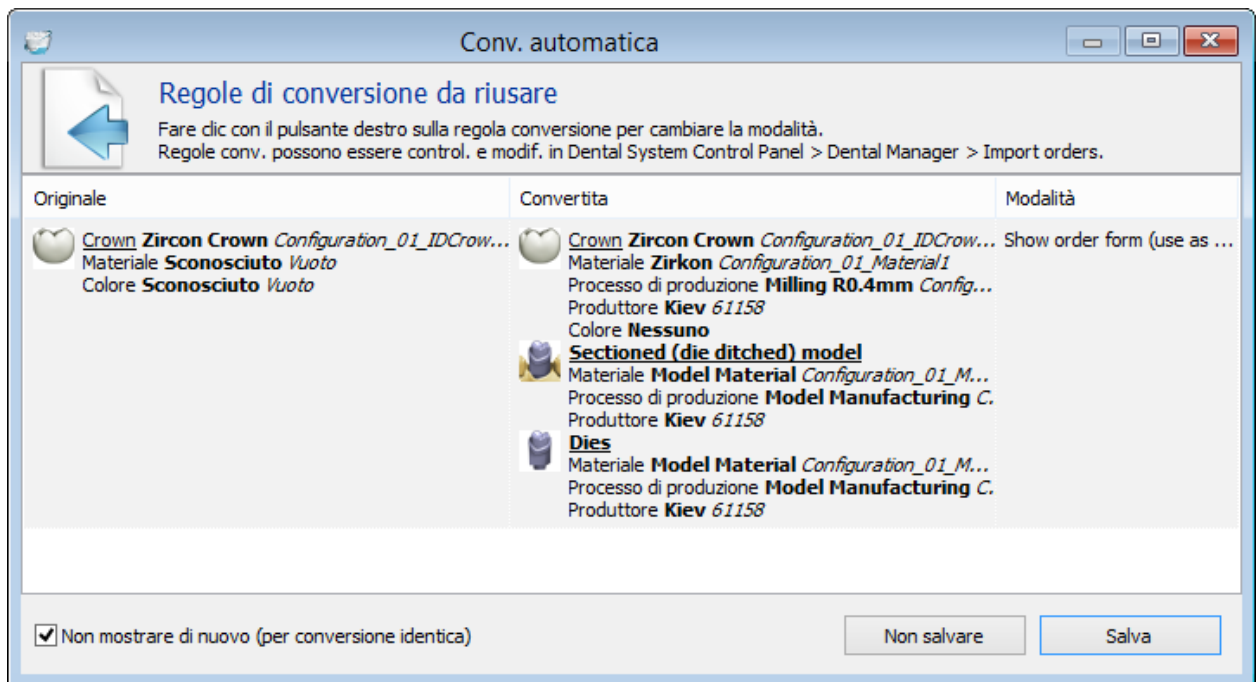 Conv. automatica
Regole di conversione da riusare
Fare clic con il pulsante destro sulla regola conversione per cambiare la modalità.
Regole conv. possono essere control. e modif. in Dental System Control Panel > Dental Manager > Import orders.
Originale Convertita Modalità
Crown Zircon Crown Configuration_01_IDCrow... Crown Zircon Crown Configuration_01_IDCrow... Show order form (use as ...
Materiale Sconosciuto Vuoto Materiale Zirkon Configuration_01_Material1
Colore Sconosciuto Vuoto Processo di produzione Milling R0.4mm Config...
Produttore Kiev 61158
Colore Nessuno
Sectioned (die ditched) model
Materiale Model Material Configuration_01_M...
Processo di produzione Model Manufacturing C.
Produttore Kiev 61158
Dies
Materiale Model Material Configuration_01_M...
Processo di produzione Model Manufacturing C.
Produttore Kiev 61158
Non mostrare di nuovo (per conversione identica) Non salvare Salva